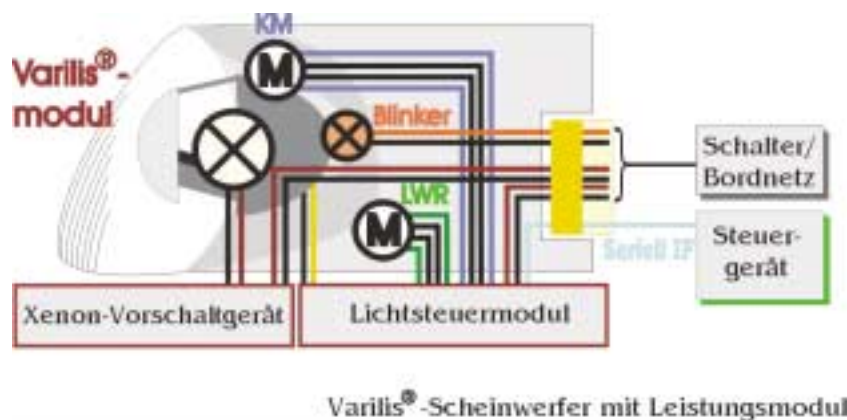 KM
Varilis®-
modul
M
Blinker
Schalter/
Bordnetz
LWR
M
Steuer-
gerät
Seriell IF
Xenon-Vorschaltgerät
Lichtsteuermodul
Varilis®-Scheinwerfer mit Leistungsmodul